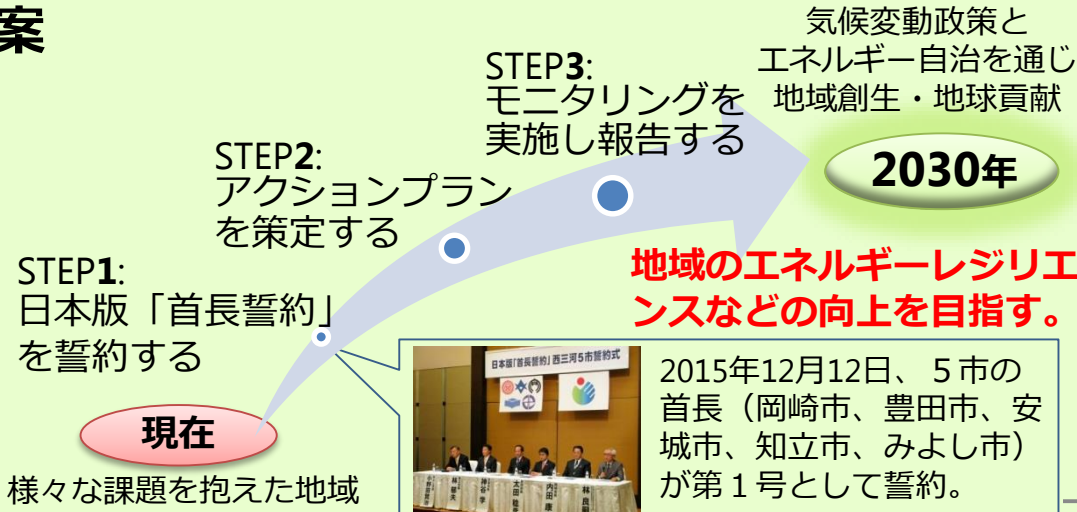 案
気候変動政策と
エネルギー自治を通じ
地域創生・地球貢献
2030年
STEP3:
モニタリングを
実施し報告する
STEP2:
アクションプラン
を策定する
STEP1:
日本版「首長誓約」
を誓約する
地域のエネルギーレジリエ
ンスなどの向上を目指す。
現在
様々な課題を抱えた地域
日本版「首長誓約」西三河5市誓約式
2015年12月12日、５市の
首長（岡崎市、豊田市、安
城市、知立市、みよし市）
が第１号として誓約。